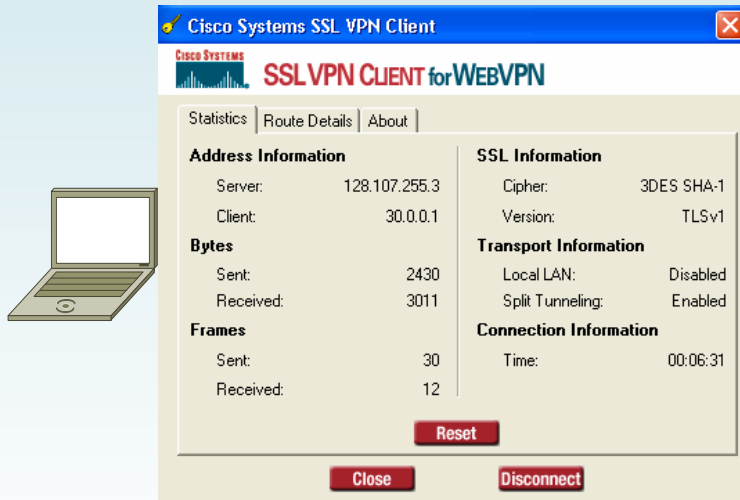 Cisco Systems SSL VPN Client
CISCO SYSTEMS
SSL VPN CLIENT for WEBVPN
Statistics Route Details About
Address Information
Server: 128.107.255.3
Client: 30.0.0.1
Bytes
Sent: 2430
Received: 3011
Frames
Sent: 30
Received: 12
SSL Information
Cipher: 3DES SHA-1
Version: TLSv1
Transport Information
Local LAN: Disabled
Split Tunneling: Enabled
Connection Information
Time: 00:06:31
Reset
Close Disconnect